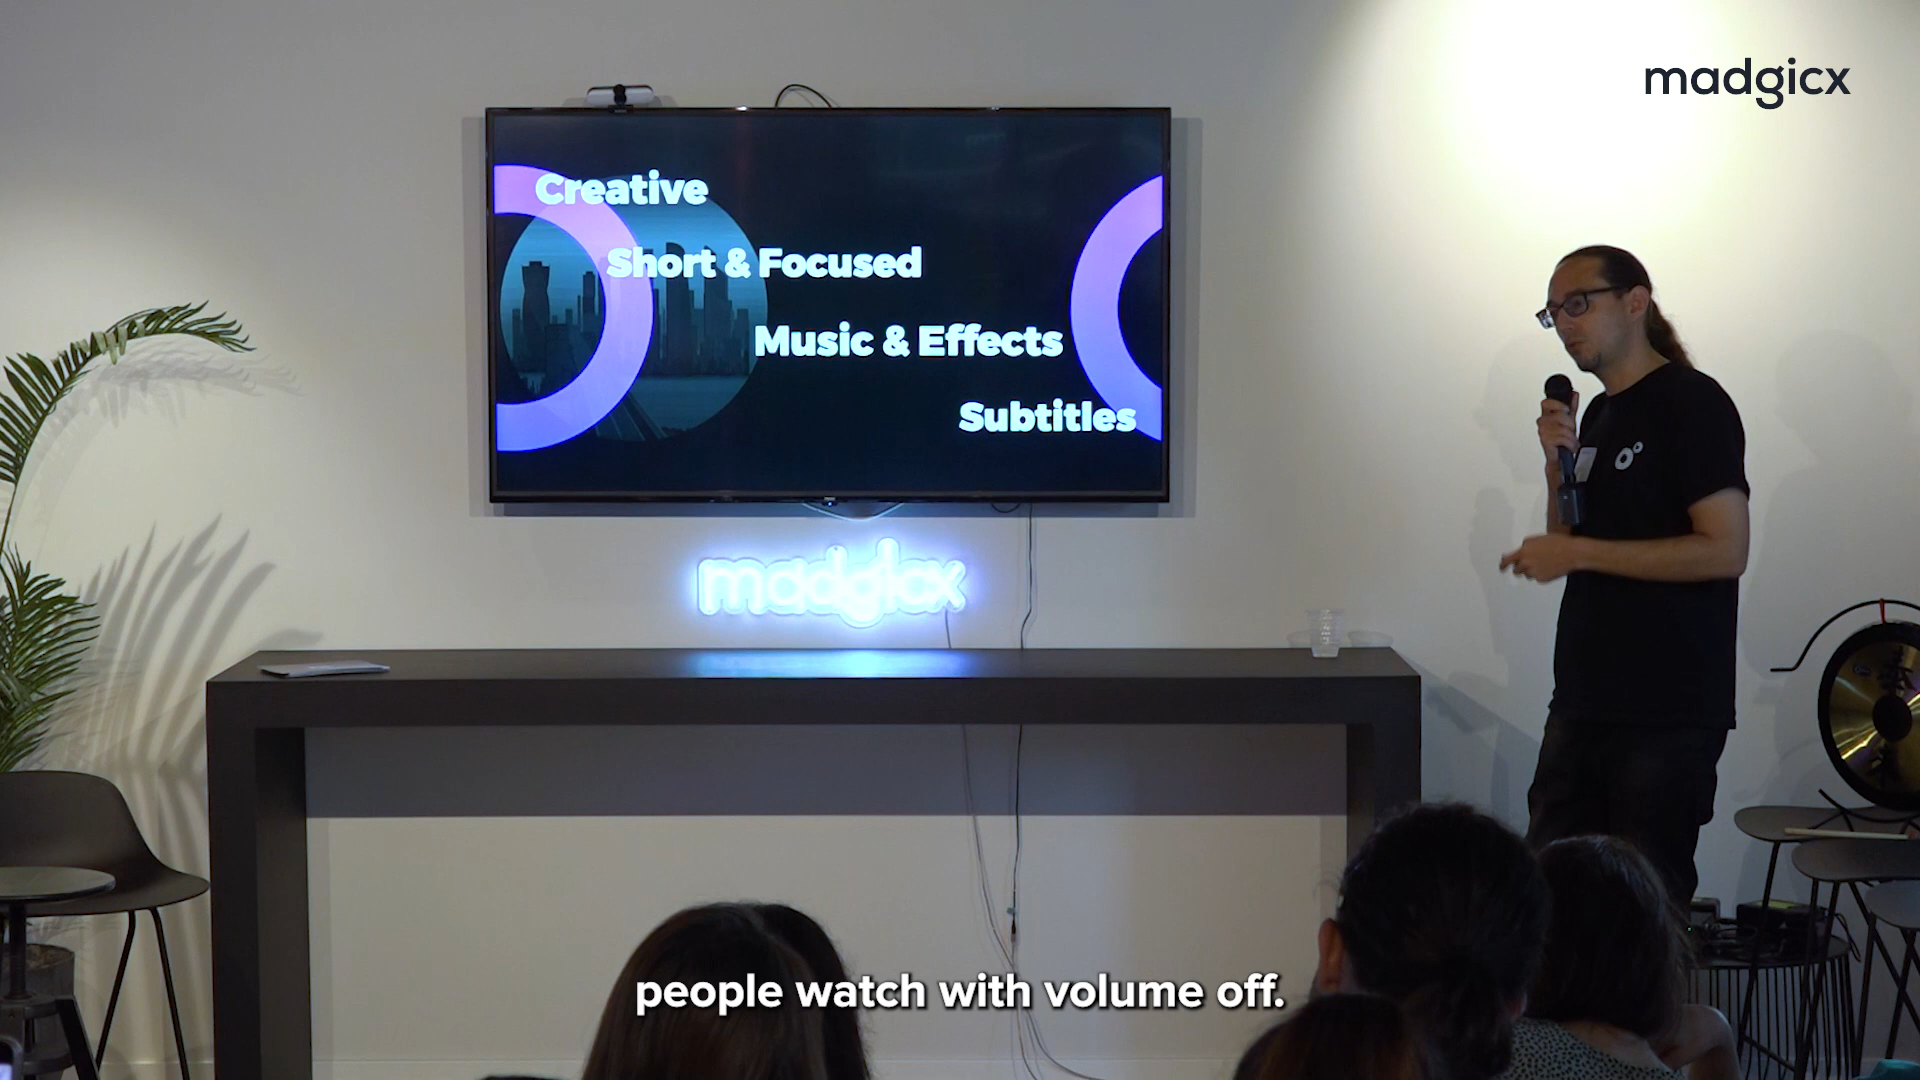 madgicx
Creative
Short & Focused
Music & Effects
Subtitles
madgicx
people watch with volume off.